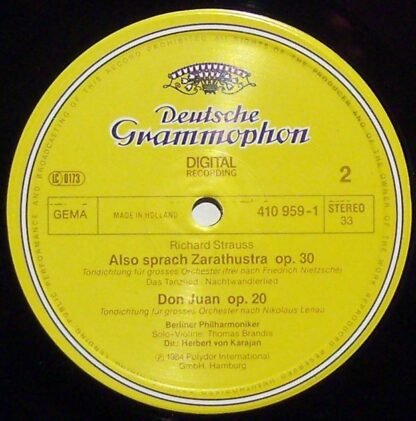 Deutsche
Grammophon
DIGITAL
RECORDING
LC 0173
2
GEMA
MADE IN HOLLAND
410 959-1
STEREO
33
Richard Strauss
Also sprach Zarathustra op. 30
Tondichtung für grosses Orchester (frei nach Friedrich Nietzsche)
Das Tanzlied · Nachtwandlerlied
Don Juan op. 20
Tondichtung für grosses Orchester nach Nikolaus Lenau
Berliner Philharmoniker
Solo-Violine: Thomas Brandis
Dir.: Herbert von Karajan
℗ 1984 Polydor International
GmbH, Hamburg